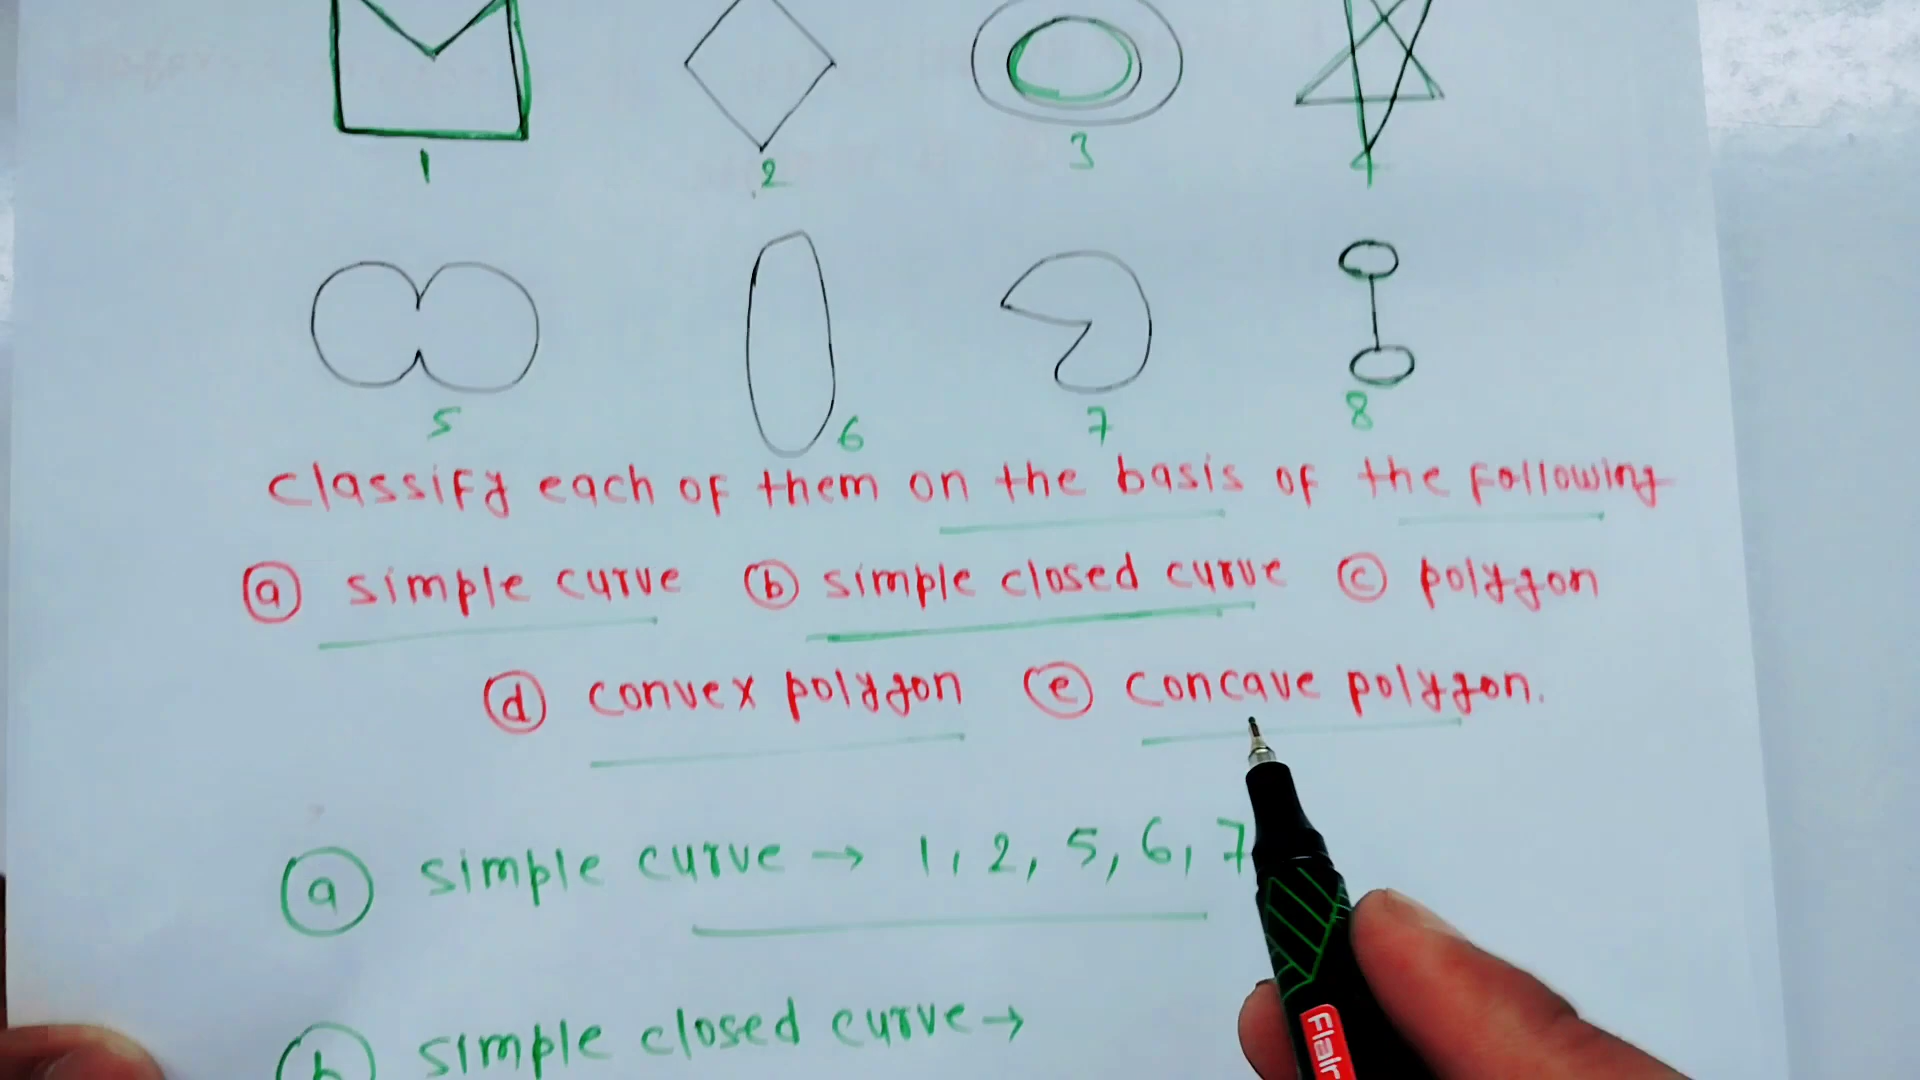 1 2 3 4
5 6 7 8
classify each of them on the basis of the following
(a) simple curve (b) simple closed curve (c) polygon
(d) convex polygon (e) concave polygon.
(a) simple curve → 1, 2, 5, 6, 7
(b) simple closed curve →
Flair